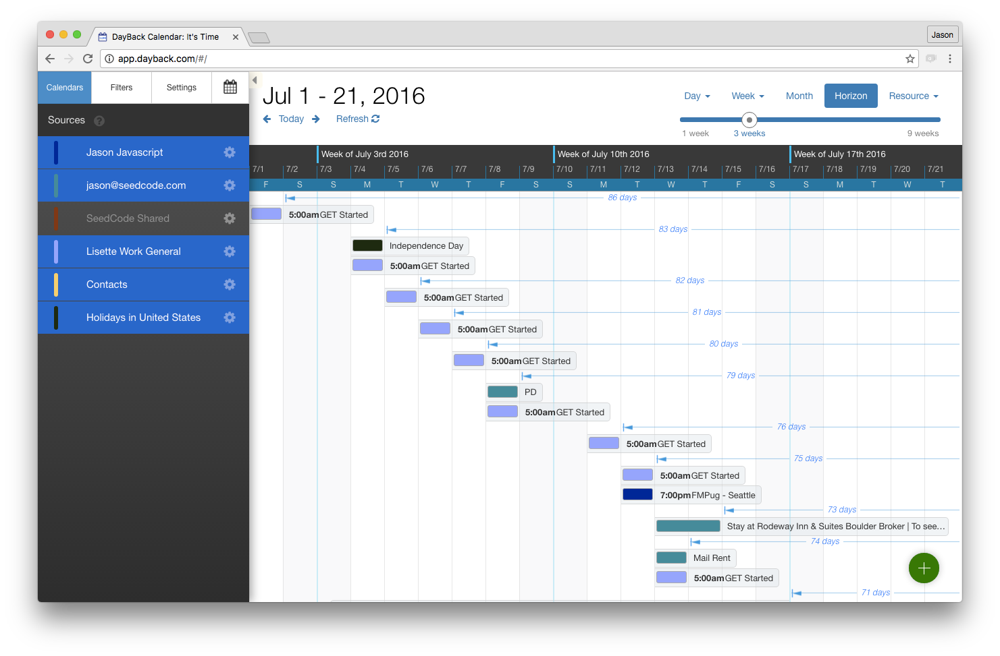 DayBack Calendar: It's Time
Jason
app.dayback.com/#/
Calendars
Filters
Settings
Sources
?
Jason Javascript
jason@seedcode.com
SeedCode Shared
Lisette Work General
Contacts
Holidays in United States
Jul 1 - 21, 2016
Today
Refresh
Day
Week
Month
Horizon
Resource
1 week
3 weeks
9 weeks
Week of July 3rd 2016
Week of July 10th 2016
Week of July 17th 2016
7/1 7/2 7/3 7/4 7/5 7/6 7/7 7/8 7/9 7/10 7/11 7/12 7/13 7/14 7/15 7/16 7/17 7/18 7/19 7/20 7/21
F S S M T W T F S S M T W T F S S M T W T
86 days
5:00am GET Started
83 days
Independence Day
5:00am GET Started
82 days
5:00am GET Started
81 days
5:00am GET Started
80 days
5:00am GET Started
79 days
PD
5:00am GET Started
76 days
5:00am GET Started
75 days
5:00am GET Started
7:00pm FMPug - Seattle
73 days
Stay at Rodeway Inn & Suites Boulder Broker | To see...
74 days
Mail Rent
5:00am GET Started
71 days